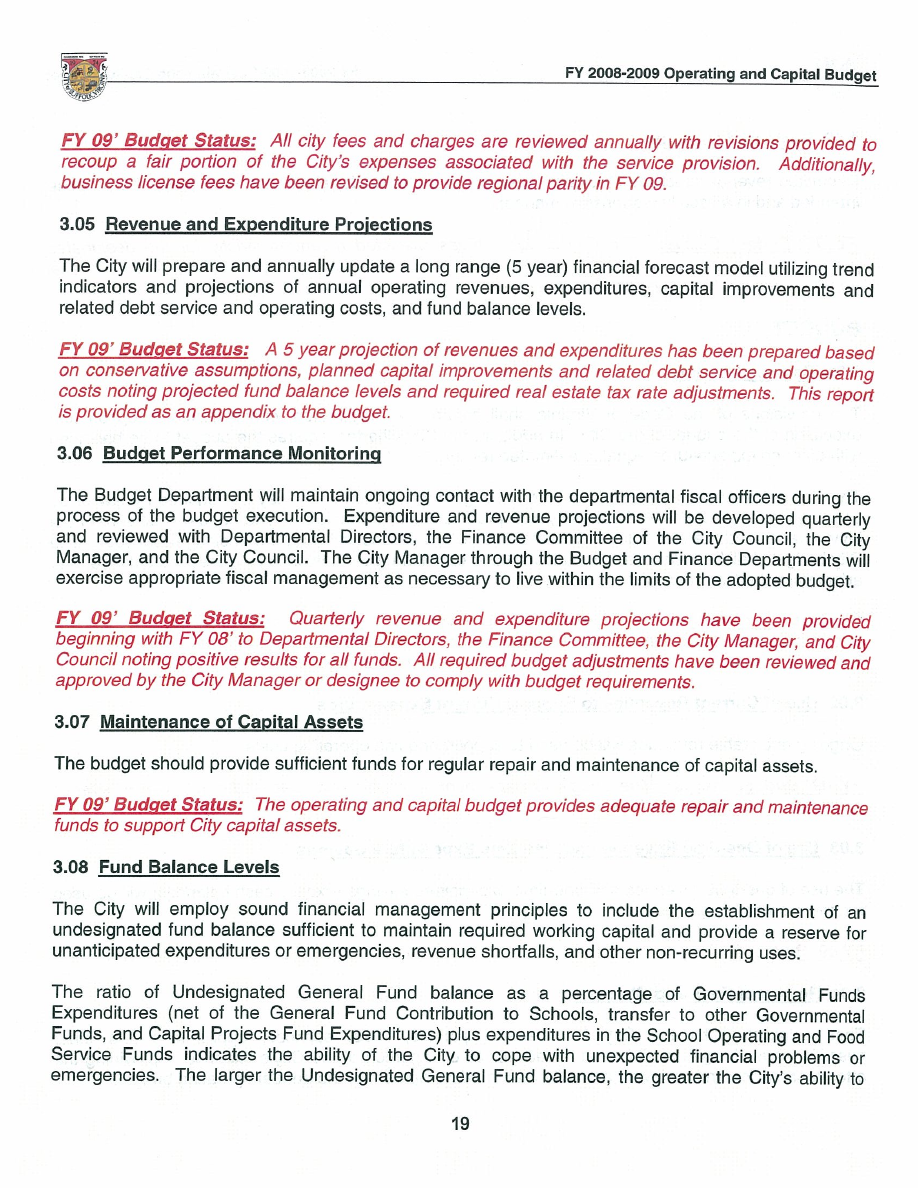 FY 2008-2009 Operating and Capital Budget
FY 09' Budget Status: All city fees and charges are reviewed annually with revisions provided to
recoup a fair portion of the City's expenses associated with the service provision. Additionally,
business license fees have been revised to provide regional parity in FY 09.
3.05 Revenue and Expenditure Projections
The City will prepare and annually update a long range (5 year) financial forecast model utilizing trend
indicators and projections of annual operating revenues, expenditures, capital improvements and
related debt service and operating costs, and fund balance levels.
FY 09' Budget Status: A 5 year projection of revenues and expenditures has been prepared based
on conservative assumptions, planned capital improvements and related debt service and operating
costs noting projected fund balance levels and required real estate tax rate adjustments. This report
is provided as an appendix to the budget.
3.06 Budget Performance Monitoring
The Budget Department will maintain ongoing contact with the departmental fiscal officers during the
process of the budget execution. Expenditure and revenue projections will be developed quarterly
and reviewed with Departmental Directors, the Finance Committee of the City Council, the City
Manager, and the City Council. The City Manager through the Budget and Finance Departments will
exercise appropriate fiscal management as necessary to live within the limits of the adopted budget.
FY 09' Budget Status: Quarterly revenue and expenditure projections have been provided
beginning with FY 08' to Departmental Directors, the Finance Committee, the City Manager, and City
Council noting positive results for all funds. All required budget adjustments have been reviewed and
approved by the City Manager or designee to comply with budget requirements.
3.07 Maintenance of Capital Assets
The budget should provide sufficient funds for regular repair and maintenance of capital assets.
FY 09' Budget Status: The operating and capital budget provides adequate repair and maintenance
funds to support City capital assets.
3.08 Fund Balance Levels
The City will employ sound financial management principles to include the establishment of an
undesignated fund balance sufficient to maintain required working capital and provide a reserve for
unanticipated expenditures or emergencies, revenue shortfalls, and other non-recurring uses.
The ratio of Undesignated General Fund balance as a percentage of Governmental Funds
Expenditures (net of the General Fund Contribution to Schools, transfer to other Governmental
Funds, and Capital Projects Fund Expenditures) plus expenditures in the School Operating and Food
Service Funds indicates the ability of the City to cope with unexpected financial problems or
emergencies. The larger the Undesignated General Fund balance, the greater the City's ability to
19